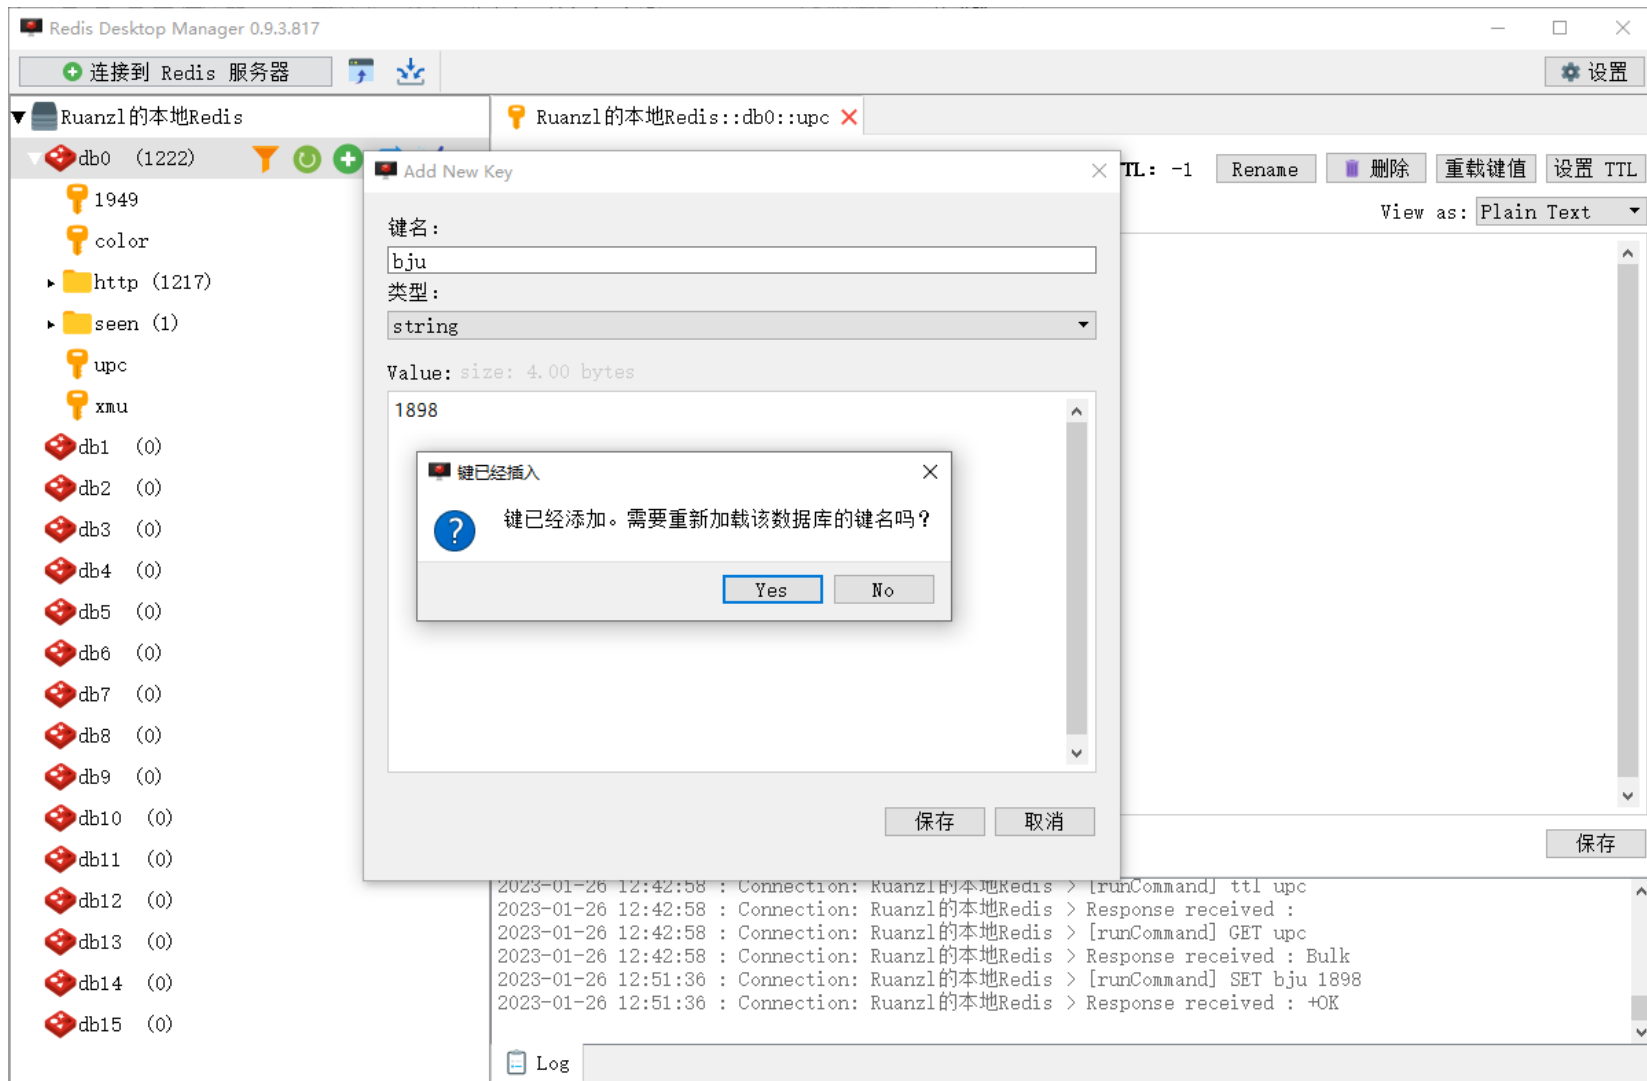 Redis Desktop Manager 0.9.3.817
连接到 Redis 服务器
设置
Ruanzl的本地Redis
db0 (1222)
1949
color
http (1217)
seen (1)
upc
xmu
db1 (0)
db2 (0)
db3 (0)
db4 (0)
db5 (0)
db6 (0)
db7 (0)
db8 (0)
db9 (0)
db10 (0)
db11 (0)
db12 (0)
db13 (0)
db14 (0)
db15 (0)
Ruanzl的本地Redis::db0::upc
TL: -1
Rename
删除
重载键值
设置 TTL
View as:
Plain Text
Add New Key
键名:
bju
类型:
string
Value: size: 4.00 bytes
1898
键已经插入
键已经添加。需要重新加载该数据库的键名吗?
Yes
No
保存
取消
保存
2023-01-26 12:42:58 : Connection: Ruanzl的本地Redis > [runCommand] ttl upc
2023-01-26 12:42:58 : Connection: Ruanzl的本地Redis > Response received :
2023-01-26 12:42:58 : Connection: Ruanzl的本地Redis > [runCommand] GET upc
2023-01-26 12:42:58 : Connection: Ruanzl的本地Redis > Response received : Bulk
2023-01-26 12:51:36 : Connection: Ruanzl的本地Redis > [runCommand] SET bju 1898
2023-01-26 12:51:36 : Connection: Ruanzl的本地Redis > Response received : +OK
Log